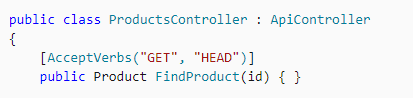 public class ProductsController : ApiController
{
    [AcceptVerbs("GET", "HEAD")]
    public Product FindProduct(id) { }